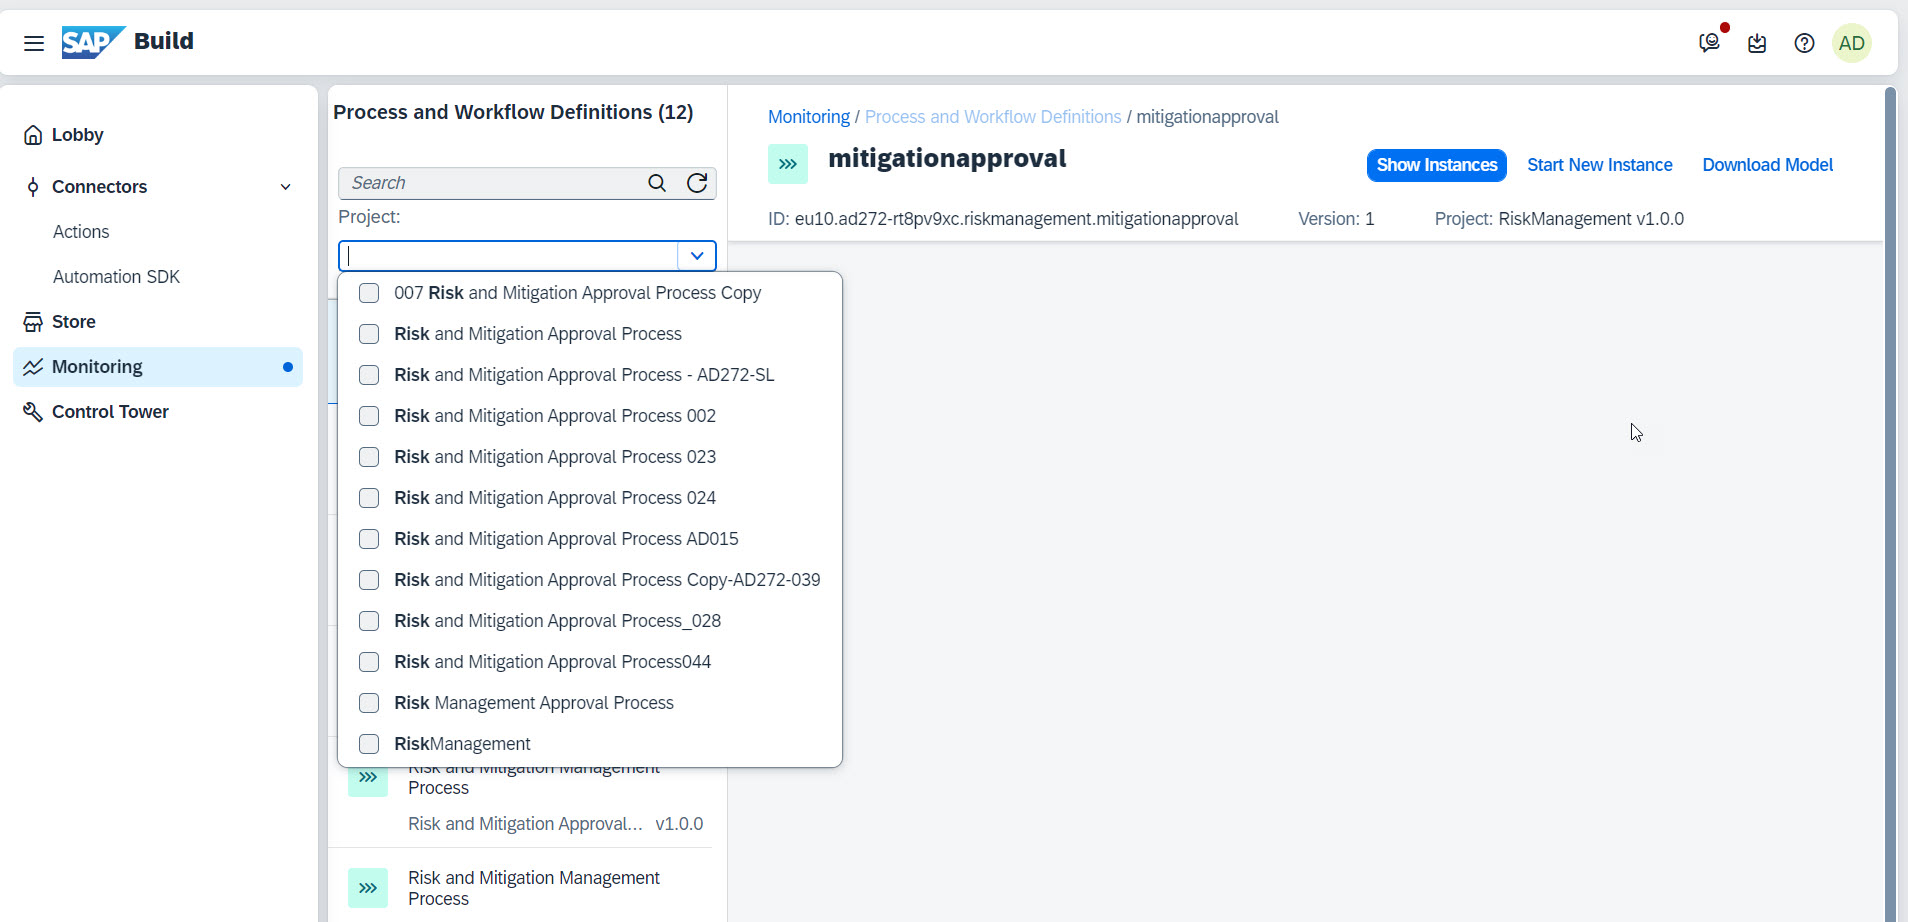 SAP Build
AD
Lobby
Connectors
Actions
Automation SDK
Store
Monitoring
Control Tower
Process and Workflow Definitions (12)
Search
Project:
007 Risk and Mitigation Approval Process Copy
Risk and Mitigation Approval Process
Risk and Mitigation Approval Process - AD272-SL
Risk and Mitigation Approval Process 002
Risk and Mitigation Approval Process 023
Risk and Mitigation Approval Process 024
Risk and Mitigation Approval Process AD015
Risk and Mitigation Approval Process Copy-AD272-039
Risk and Mitigation Approval Process_028
Risk and Mitigation Approval Process044
Risk Management Approval Process
RiskManagement
Risk and Mitigation Management
Process
Risk and Mitigation Approval... v1.0.0
Risk and Mitigation Management
Process
Monitoring / Process and Workflow Definitions / mitigationapproval
mitigationapproval
Show Instances Start New Instance Download Model
ID: eu10.ad272-rt8pv9xc.riskmanagement.mitigationapproval Version: 1 Project: RiskManagement v1.0.0